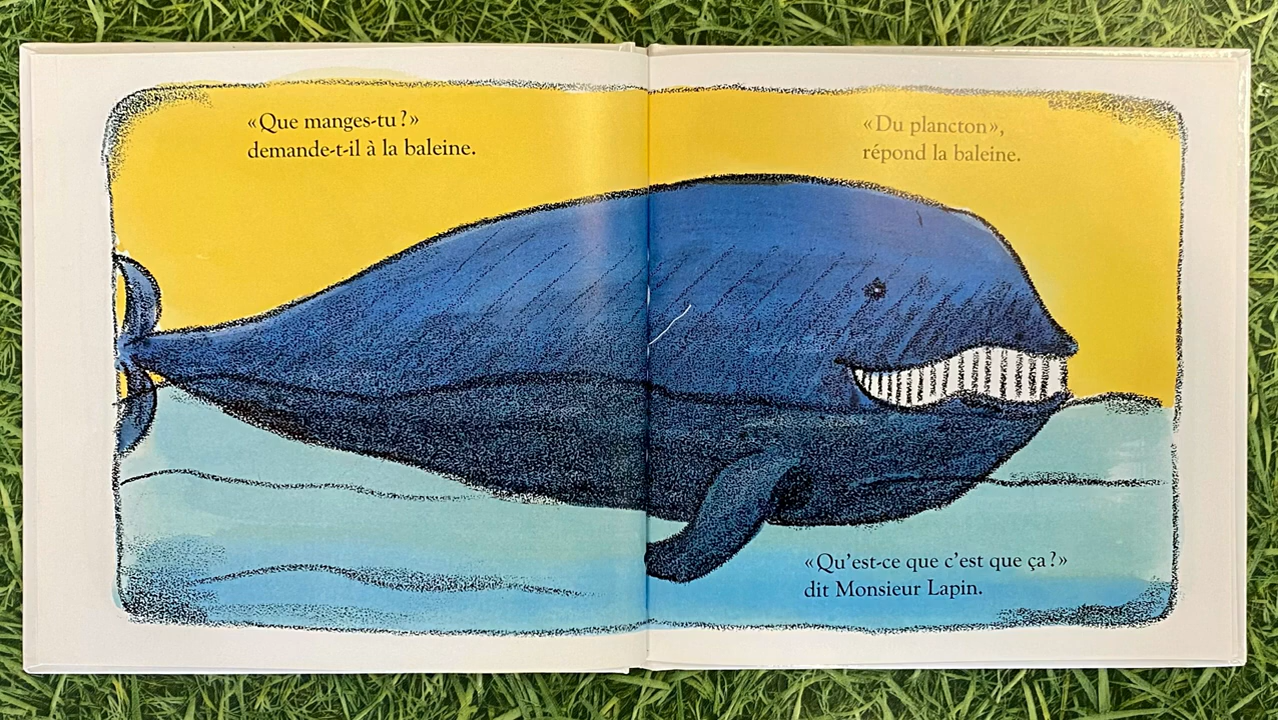 «Que manges-tu?»
demande-t-il à la baleine.
«Du plancton»,
répond la baleine.
«Qu'est-ce que c'est que ça?»
dit Monsieur Lapin.